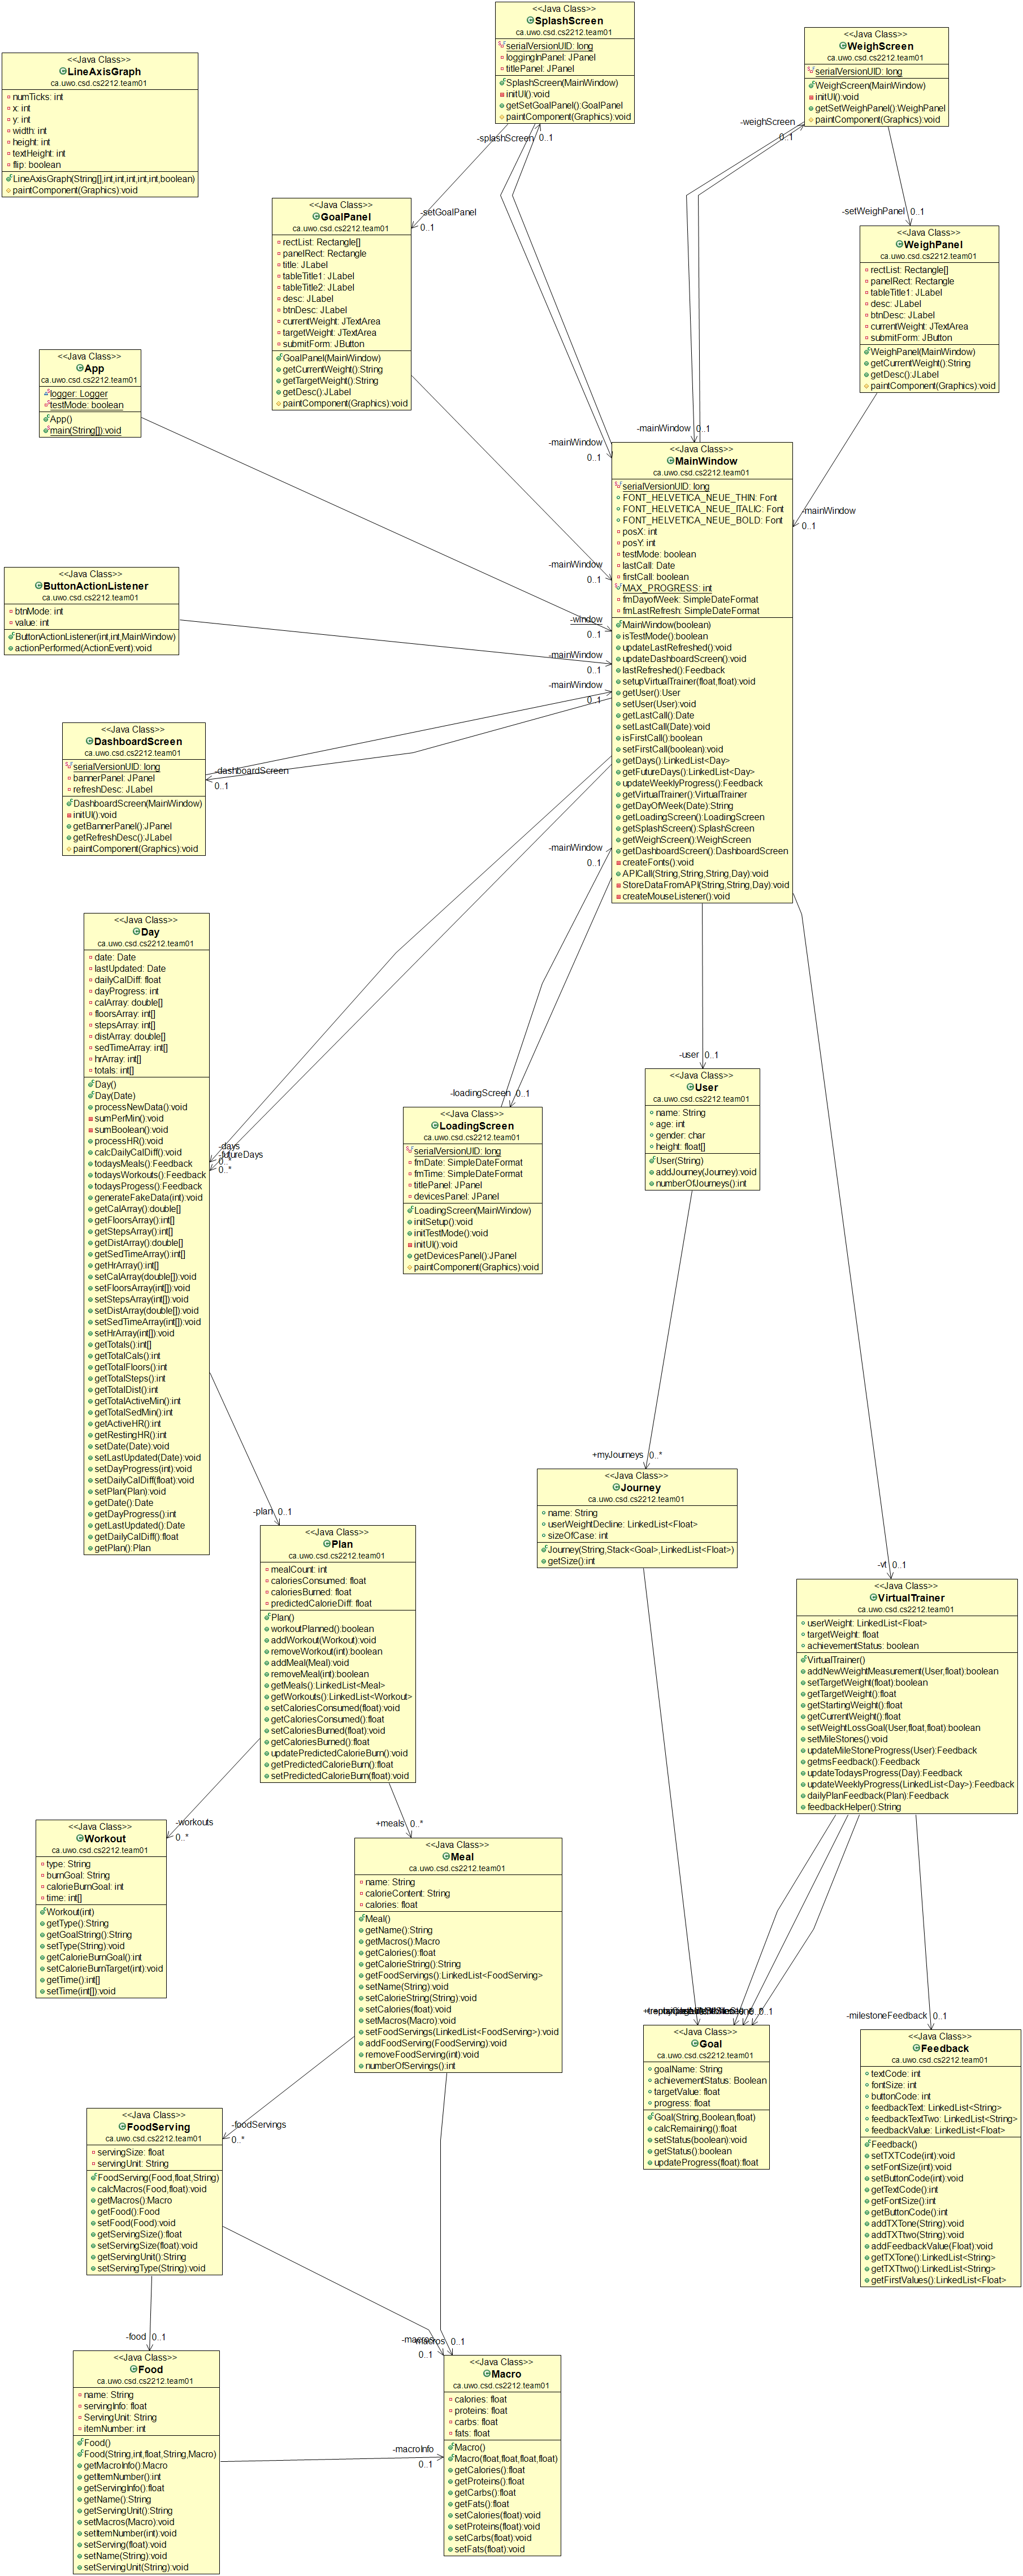 <<Java Class>>
SplashScreen
ca.uwo.csd.cs2212.team01
serialVersionUID: long
loggingInPanel: JPanel
titlePanel: JPanel
SplashScreen(MainWindow)
initUI():void
getSetGoalPanel():GoalPanel
paintComponent(Graphics):void
<<Java Class>>
WeighScreen
ca.uwo.csd.cs2212.team01
serialVersionUID: long
WeighScreen(MainWindow)
initUI():void
getSetWeighPanel():WeighPanel
paintComponent(Graphics):void
<<Java Class>>
LineAxisGraph
ca.uwo.csd.cs2212.team01
numTicks: int
x: int
y: int
width: int
height: int
textHeight: int
flip: boolean
LineAxisGraph(String[],int,int,int,int,int,boolean)
paintComponent(Graphics):void
-splashScreen
0..1
-weighScreen
0..1
-setGoalPanel
0..1
-setWeighPanel
0..1
<<Java Class>>
GoalPanel
ca.uwo.csd.cs2212.team01
rectList: Rectangle[]
panelRect: Rectangle
title: JLabel
tableTitle1: JLabel
tableTitle2: JLabel
desc: JLabel
btnDesc: JLabel
currentWeight: JTextArea
targetWeight: JTextArea
submitForm: JButton
GoalPanel(MainWindow)
getCurrentWeight():String
getTargetWeight():String
getDesc():JLabel
paintComponent(Graphics):void
<<Java Class>>
WeighPanel
ca.uwo.csd.cs2212.team01
rectList: Rectangle[]
panelRect: Rectangle
tableTitle1: JLabel
desc: JLabel
btnDesc: JLabel
currentWeight: JTextArea
submitForm: JButton
WeighPanel(MainWindow)
getCurrentWeight():String
getDesc():JLabel
paintComponent(Graphics):void
<<Java Class>>
App
ca.uwo.csd.cs2212.team01
logger: Logger
testMode: boolean
App()
main(String[]):void
-mainWindow
0..1
-mainWindow
0..1
-mainWindow
0..1
-mainWindow
0..1
-window
0..1
-mainWindow
0..1
-mainWindow
0..1
-mainWindow
0..1
<<Java Class>>
MainWindow
ca.uwo.csd.cs2212.team01
serialVersionUID: long
FONT_HELVETICA_NEUE_THIN: Font
FONT_HELVETICA_NEUE_ITALIC: Font
FONT_HELVETICA_NEUE_BOLD: Font
posX: int
posY: int
testMode: boolean
lastCall: Date
firstCall: boolean
MAX_PROGRESS: int
fmDayofWeek: SimpleDateFormat
fmLastRefresh: SimpleDateFormat
MainWindow(boolean)
isTestMode():boolean
updateLastRefreshed():void
updateDashboardScreen():void
lastRefreshed():Feedback
setupVirtualTrainer(float,float):void
getUser():User
setUser(User):void
getLastCall():Date
setLastCall(Date):void
isFirstCall():boolean
setFirstCall(boolean):void
getDays():LinkedList<Day>
getFutureDays():LinkedList<Day>
updateWeeklyProgress():Feedback
getVirtualTrainer():VirtualTrainer
getDayOfWeek(Date):String
getLoadingScreen():LoadingScreen
getSplashScreen():SplashScreen
getWeighScreen():WeighScreen
getDashboardScreen():DashboardScreen
createFonts():void
APICall(String,String,String,Day):void
StoreDataFromAPI(String,String,Day):void
createMouseListener():void
<<Java Class>>
ButtonActionListener
ca.uwo.csd.cs2212.team01
btnMode: int
value: int
ButtonActionListener(int,int,MainWindow)
actionPerformed(ActionEvent):void
<<Java Class>>
DashboardScreen
ca.uwo.csd.cs2212.team01
serialVersionUID: long
bannerPanel: JPanel
refreshDesc: JLabel
DashboardScreen(MainWindow)
initUI():void
getBannerPanel():JPanel
getRefreshDesc():JLabel
paintComponent(Graphics):void
-dashboardScreen
0..1
<<Java Class>>
Day
ca.uwo.csd.cs2212.team01
date: Date
lastUpdated: Date
dailyCalDiff: float
dayProgress: int
calArray: double[]
floorsArray: int[]
stepsArray: int[]
distArray: double[]
sedTimeArray: int[]
hrArray: int[]
totals: int[]
Day()
Day(Date)
processNewData():void
sumPerMin():void
sumBoolean():void
processHR():void
calcDailyCalDiff():void
todaysMeals():Feedback
todaysWorkouts():Feedback
todaysProgess():Feedback
generateFakeData(int):void
getCalArray():double[]
getFloorsArray():int[]
getStepsArray():int[]
getDistArray():double[]
getSedTimeArray():int[]
getHrArray():int[]
setCalArray(double[]):void
setFloorsArray(int[]):void
setStepsArray(int[]):void
setDistArray(double[]):void
setSedTimeArray(int[]):void
setHrArray(int[]):void
getTotals():int[]
getTotalCals():int
getTotalFloors():int
getTotalSteps():int
getTotalDist():int
getTotalActiveMin():int
getTotalSedMin():int
getActiveHR():int
getRestingHR():int
setDate(Date):void
setLastUpdated(Date):void
setDayProgress(int):void
setDailyCalDiff(float):void
setPlan(Plan):void
getDate():Date
getDayProgress():int
getLastUpdated():Date
getDailyCalDiff():float
getPlan():Plan
-days
-futureDays
0..*
0..*
-loadingScreen
0..1
<<Java Class>>
LoadingScreen
ca.uwo.csd.cs2212.team01
serialVersionUID: long
fmDate: SimpleDateFormat
fmTime: SimpleDateFormat
titlePanel: JPanel
devicesPanel: JPanel
LoadingScreen(MainWindow)
initSetup():void
initTestMode():void
initUI():void
getDevicesPanel():JPanel
paintComponent(Graphics):void
-user 0..1
<<Java Class>>
User
ca.uwo.csd.cs2212.team01
name: String
age: int
gender: char
height: float[]
User(String)
addJourney(Journey):void
numberOfJourneys():int
+myJourneys 0..*
<<Java Class>>
Journey
ca.uwo.csd.cs2212.team01
name: String
userWeightDecline: LinkedList<Float>
sizeOfCase: int
Journey(String,Stack<Goal>,LinkedList<Float>)
getSize():int
-plan 0..1
<<Java Class>>
Plan
ca.uwo.csd.cs2212.team01
mealCount: int
caloriesConsumed: float
caloriesBurned: float
predictedCalorieDiff: float
Plan()
workoutPlanned():boolean
addWorkout(Workout):void
removeWorkout(int):boolean
addMeal(Meal):void
removeMeal(int):boolean
getMeals():LinkedList<Meal>
getWorkouts():LinkedList<Workout>
setCaloriesConsumed(float):void
getCaloriesConsumed():float
setCaloriesBurned(float):void
getCaloriesBurned():float
updatePredictedCalorieBurn():void
getPredictedCalorieBurn():float
setPredictedCalorieBurn(float):void
-vt 0..1
<<Java Class>>
VirtualTrainer
ca.uwo.csd.cs2212.team01
userWeight: LinkedList<Float>
targetWeight: float
achievementStatus: boolean
VirtualTrainer()
addNewWeightMeasurement(User,float):boolean
setTargetWeight(float):boolean
getTargetWeight():float
getStartingWeight():float
getCurrentWeight():float
setWeightLossGoal(User,float,float):boolean
setMileStones():void
updateMileStoneProgress(User):Feedback
getmsFeedback():Feedback
updateTodaysProgress(Day):Feedback
updateWeeklyProgress(LinkedList<Day>):Feedback
dailyPlanFeedback(Plan):Feedback
feedbackHelper():String
-workouts
0..*
+meals 0..*
<<Java Class>>
Workout
ca.uwo.csd.cs2212.team01
type: String
burnGoal: String
calorieBurnGoal: int
time: int[]
Workout(int)
getType():String
getGoalString():String
setType(String):void
getCalorieBurnGoal():int
setCalorieBurnTarget(int):void
getTime():int[]
setTime(int[]):void
<<Java Class>>
Meal
ca.uwo.csd.cs2212.team01
name: String
calorieContent: String
calories: float
Meal()
getName():String
getMacros():Macro
getCalories():float
getCalorieString():String
getFoodServings():LinkedList<FoodServing>
setName(String):void
setCalorieString(String):void
setCalories(float):void
setMacros(Macro):void
setFoodServings(LinkedList<FoodServing>):void
addFoodServing(FoodServing):void
removeFoodServing(int):void
numberOfServings():int
0..1
-milestoneFeedback 0..1
<<Java Class>>
Goal
ca.uwo.csd.cs2212.team01
goalName: String
achievementStatus: Boolean
targetValue: float
progress: float
Goal(String,Boolean,float)
calcRemaining():float
setStatus(boolean):void
getStatus():boolean
updateProgress(float):float
<<Java Class>>
Feedback
ca.uwo.csd.cs2212.team01
textCode: int
fontSize: int
buttonCode: int
feedbackText: LinkedList<String>
feedbackTextTwo: LinkedList<String>
feedbackValue: LinkedList<Float>
Feedback()
setTXTCode(int):void
setFontSize(int):void
setButtonCode(int):void
getTextCode():int
getFontSize():int
getButtonCode():int
addTXTone(String):void
addTXTtwo(String):void
addFeedbackValue(Float):void
getTXTone():LinkedList<String>
getTXTtwo():LinkedList<String>
getFirstValues():LinkedList<Float>
-foodServings
0..*
<<Java Class>>
FoodServing
ca.uwo.csd.cs2212.team01
servingSize: float
servingUnit: String
FoodServing(Food,float,String)
calcMacros(Food,float):void
getMacros():Macro
getFood():Food
setFood(Food):void
getServingSize():float
setServingSize(float):void
getServingUnit():String
setServingType(String):void
-food 0..1
-macros
-macros 0..1
0..1
<<Java Class>>
Food
ca.uwo.csd.cs2212.team01
name: String
servingInfo: float
ServingUnit: String
itemNumber: int
Food()
Food(String,int,float,String,Macro)
getMacroInfo():Macro
getItemNumber():int
getServingInfo():float
getName():String
getServingUnit():String
setMacros(Macro):void
setItemNumber(int):void
setServing(float):void
setName(String):void
setServingUnit(String):void
-macroInfo
0..1
<<Java Class>>
Macro
ca.uwo.csd.cs2212.team01
calories: float
proteins: float
carbs: float
fats: float
Macro()
Macro(float,float,float,float)
getCalories():float
getProteins():float
getCarbs():float
getFats():float
setCalories(float):void
setProteins(float):void
setCarbs(float):void
setFats(float):void